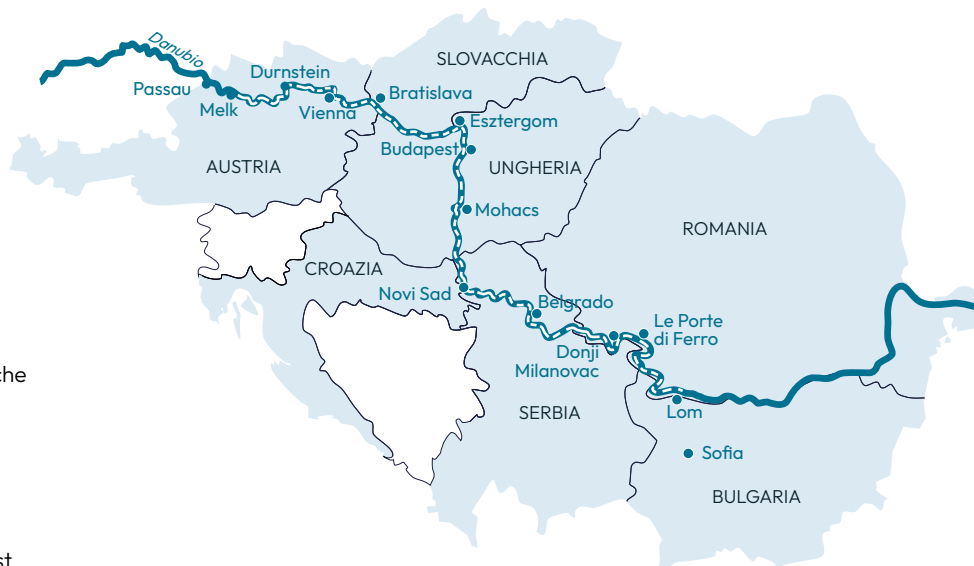 Danubio
SLOVACCHIA
Durnstein
Passau
Bratislava
Melk
Vienna
Esztergom
Budapest
AUSTRIA
UNGHERIA
Mohacs
ROMANIA
CROAZIA
Novi Sad
Belgrado
Le Porte
di Ferro
Donji
Milanovac
che
SERBIA
Lom
Sofia
BULGARIA
st